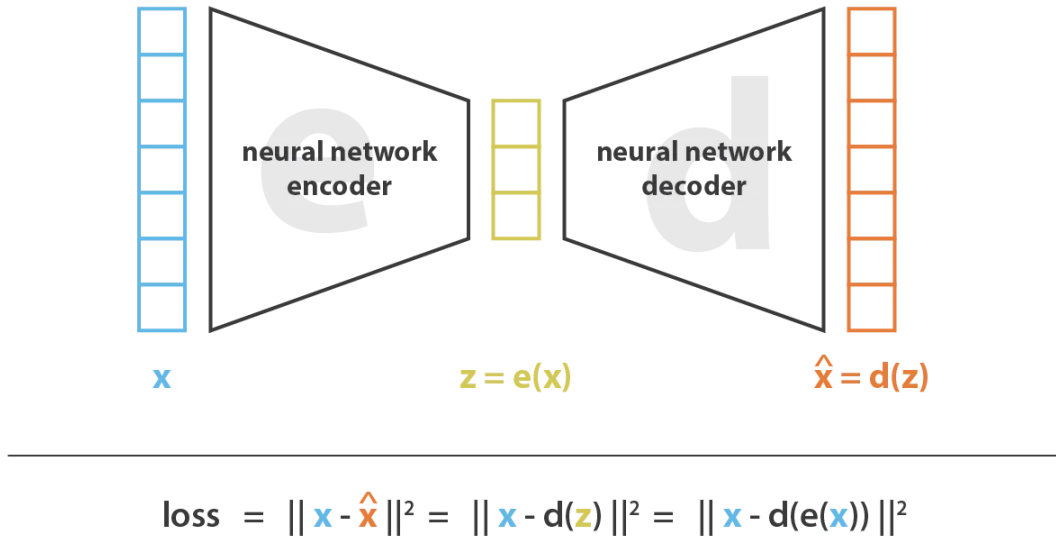 e
neural network
encoder
d
neural network
decoder
x
z = e(x)
x̂ = d(z)
loss = || x - x̂ ||² = || x - d(z) ||² = || x - d(e(x)) ||²